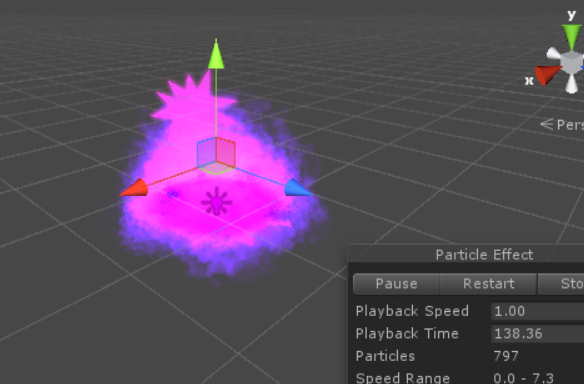 y
x
< Pers
Particle Effect
Pause Restart Sto
Playback Speed 1.00
Playback Time 138.36
Particles 797
Speed Range 0.0 - 7.3